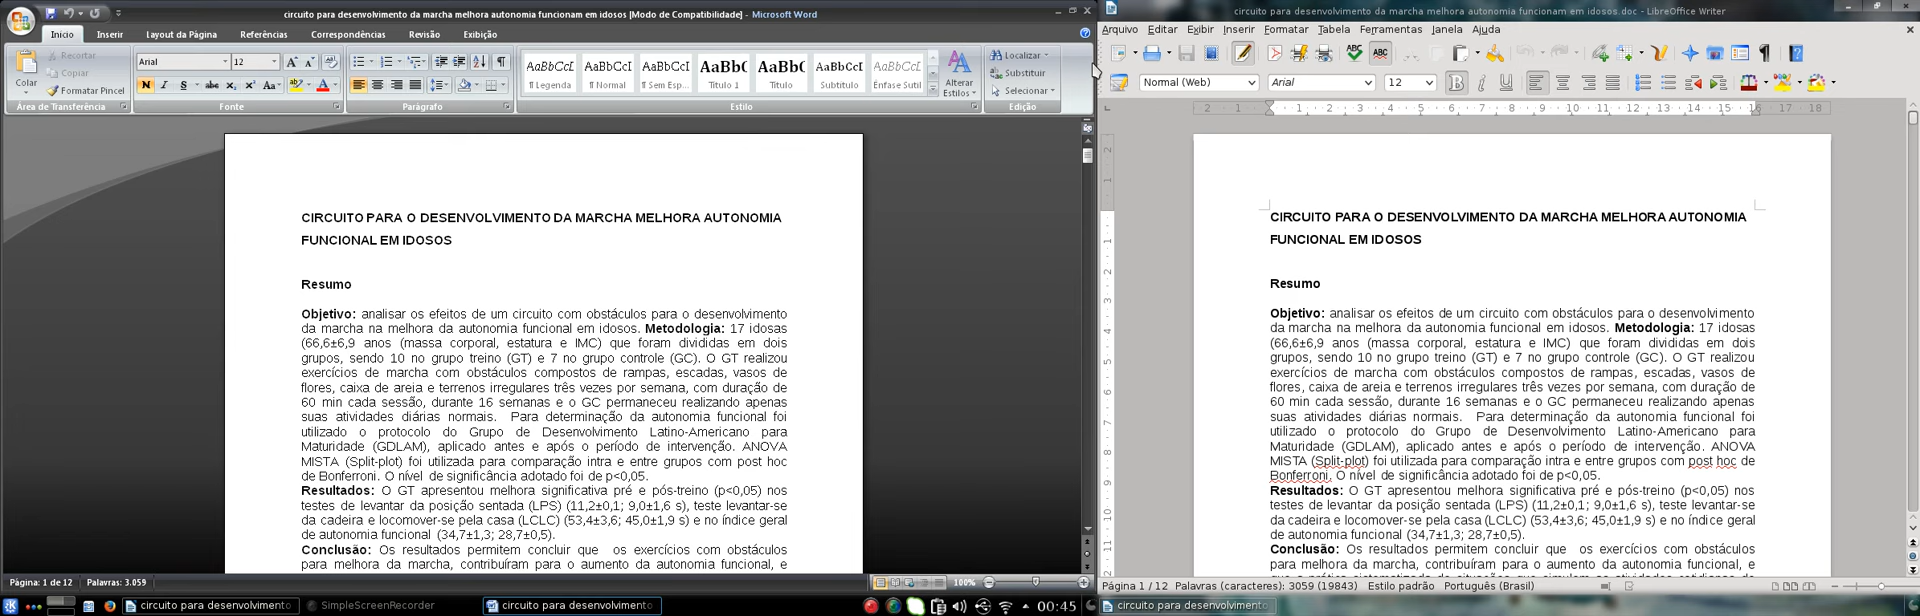 circuito para desenvolvimento da marcha melhora autonomia funcionam em idosos [Modo de Compatibilidade] - Microsoft Word
Início Inserir Layout da Página Referências Correspondências Revisão Exibição
Colar
Recortar
Copiar
Formatar Pincel
Área de Transferência
Arial 12
Fonte
Parágrafo
AaBbCcL AaBbCcI AaBbCcI AaBbC AaBbC AaBbCcI AaBbCcI
¶ Legenda ¶ Normal ¶ Sem Esp... Título 1 Título Subtítulo Ênfase Sutil
Alterar Estilos
Estilo
Localizar
Substituir
Selecionar
Edição
CIRCUITO PARA O DESENVOLVIMENTO DA MARCHA MELHORA AUTONOMIA
FUNCIONAL EM IDOSOS
Resumo
Objetivo: analisar os efeitos de um circuito com obstáculos para o desenvolvimento
da marcha na melhora da autonomia funcional em idosos. Metodologia: 17 idosas
(66,6±6,9 anos (massa corporal, estatura e IMC) que foram divididas em dois
grupos, sendo 10 no grupo treino (GT) e 7 no grupo controle (GC). O GT realizou
exercícios de marcha com obstáculos compostos de rampas, escadas, vasos de
flores, caixa de areia e terrenos irregulares três vezes por semana, com duração de
60 min cada sessão, durante 16 semanas e o GC permaneceu realizando apenas
suas atividades diárias normais. Para determinação da autonomia funcional foi
utilizado o protocolo do Grupo de Desenvolvimento Latino-Americano para
Maturidade (GDLAM), aplicado antes e após o período de intervenção. ANOVA
MISTA (Split-plot) foi utilizada para comparação intra e entre grupos com post hoc
de Bonferroni. O nível de significância adotado foi de p<0,05.
Resultados: O GT apresentou melhora significativa pré e pós-treino (p<0,05) nos
testes de levantar da posição sentada (LPS) (11,2±0,1; 9,0±1,6 s), teste levantar-se
da cadeira e locomover-se pela casa (LCLC) (53,4±3,6; 45,0±1,9 s) e no índice geral
de autonomia funcional (34,7±1,3; 28,7±0,5).
Conclusão: Os resultados permitem concluir que os exercícios com obstáculos
para melhora da marcha, contribuíram para o aumento da autonomia funcional, e
Página: 1 de 12 Palavras: 3.059 100%
circuito para desenvolvimento SimpleScreenRecorder circuito para desenvolvimento 00:45
circuito para desenvolvimento da marcha melhora autonomia funcionam em idosos.doc - LibreOffice Writer
Arquivo Editar Exibir Inserir Formatar Tabela Ferramentas Janela Ajuda
Normal (Web) Arial 12
2 1 1 2 3 4 5 6 7 8 9 10 11 12 13 14 15 16 17 18
CIRCUITO PARA O DESENVOLVIMENTO DA MARCHA MELHORA AUTONOMIA
FUNCIONAL EM IDOSOS
Resumo
Objetivo: analisar os efeitos de um circuito com obstáculos para o desenvolvimento
da marcha na melhora da autonomia funcional em idosos. Metodologia: 17 idosas
(66,6±6,9 anos (massa corporal, estatura e IMC) que foram divididas em dois
grupos, sendo 10 no grupo treino (GT) e 7 no grupo controle (GC). O GT realizou
exercícios de marcha com obstáculos compostos de rampas, escadas, vasos de
flores, caixa de areia e terrenos irregulares três vezes por semana, com duração de
60 min cada sessão, durante 16 semanas e o GC permaneceu realizando apenas
suas atividades diárias normais. Para determinação da autonomia funcional foi
utilizado o protocolo do Grupo de Desenvolvimento Latino-Americano para
Maturidade (GDLAM), aplicado antes e após o período de intervenção. ANOVA
MISTA (Split-plot) foi utilizada para comparação intra e entre grupos com post hoc de
Bonferroni. O nível de significância adotado foi de p<0,05.
Resultados: O GT apresentou melhora significativa pré e pós-treino (p<0,05) nos
testes de levantar da posição sentada (LPS) (11,2±0,1; 9,0±1,6 s), teste levantar-se
da cadeira e locomover-se pela casa (LCLC) (53,4±3,6; 45,0±1,9 s) e no índice geral
de autonomia funcional (34,7±1,3; 28,7±0,5).
Conclusão: Os resultados permitem concluir que os exercícios com obstáculos
para melhora da marcha, contribuíram para o aumento da autonomia funcional, e
Página 1 / 12 Palavras (caracteres): 3059 (19843) Estilo padrão Português (Brasil)
circuito para desenvolvimento